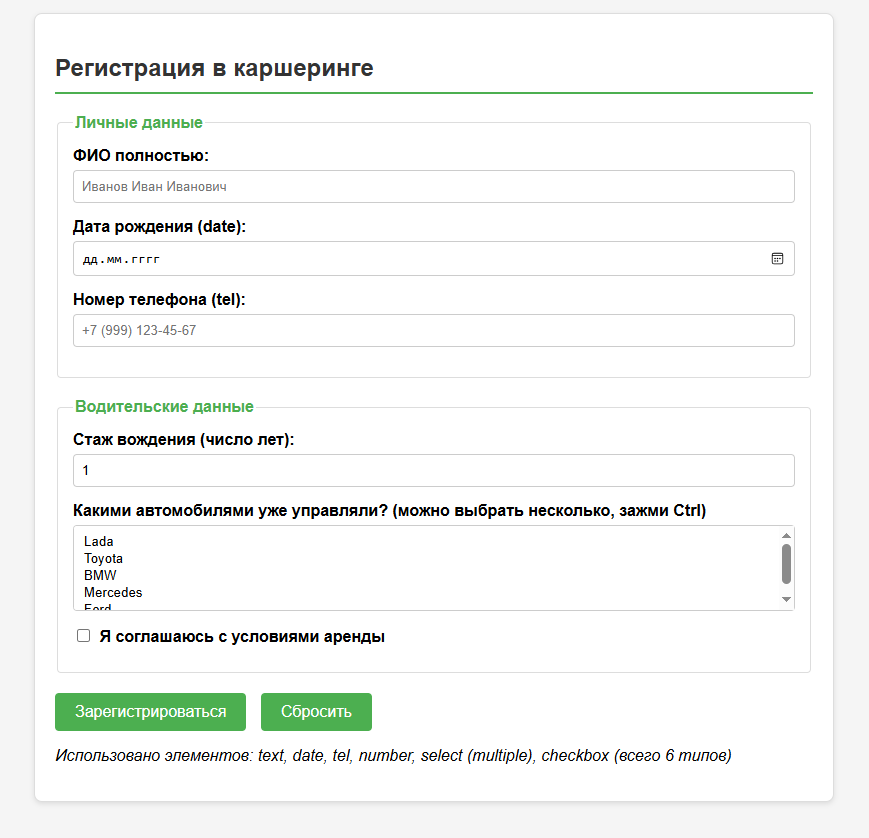 Регистрация в каршеринге
Личные данные
ФИО полностью:
Иванов Иван Иванович
Дата рождения (date):
дд.мм.гггг
Номер телефона (tel):
+7 (999) 123-45-67
Водительские данные
Стаж вождения (число лет):
1
Какими автомобилями уже управляли? (можно выбрать несколько, зажми Ctrl)
Lada
Toyota
BMW
Mercedes
Ford
Я соглашаюсь с условиями аренды
Зарегистрироваться Сбросить
Использовано элементов: text, date, tel, number, select (multiple), checkbox (всего 6 типов)